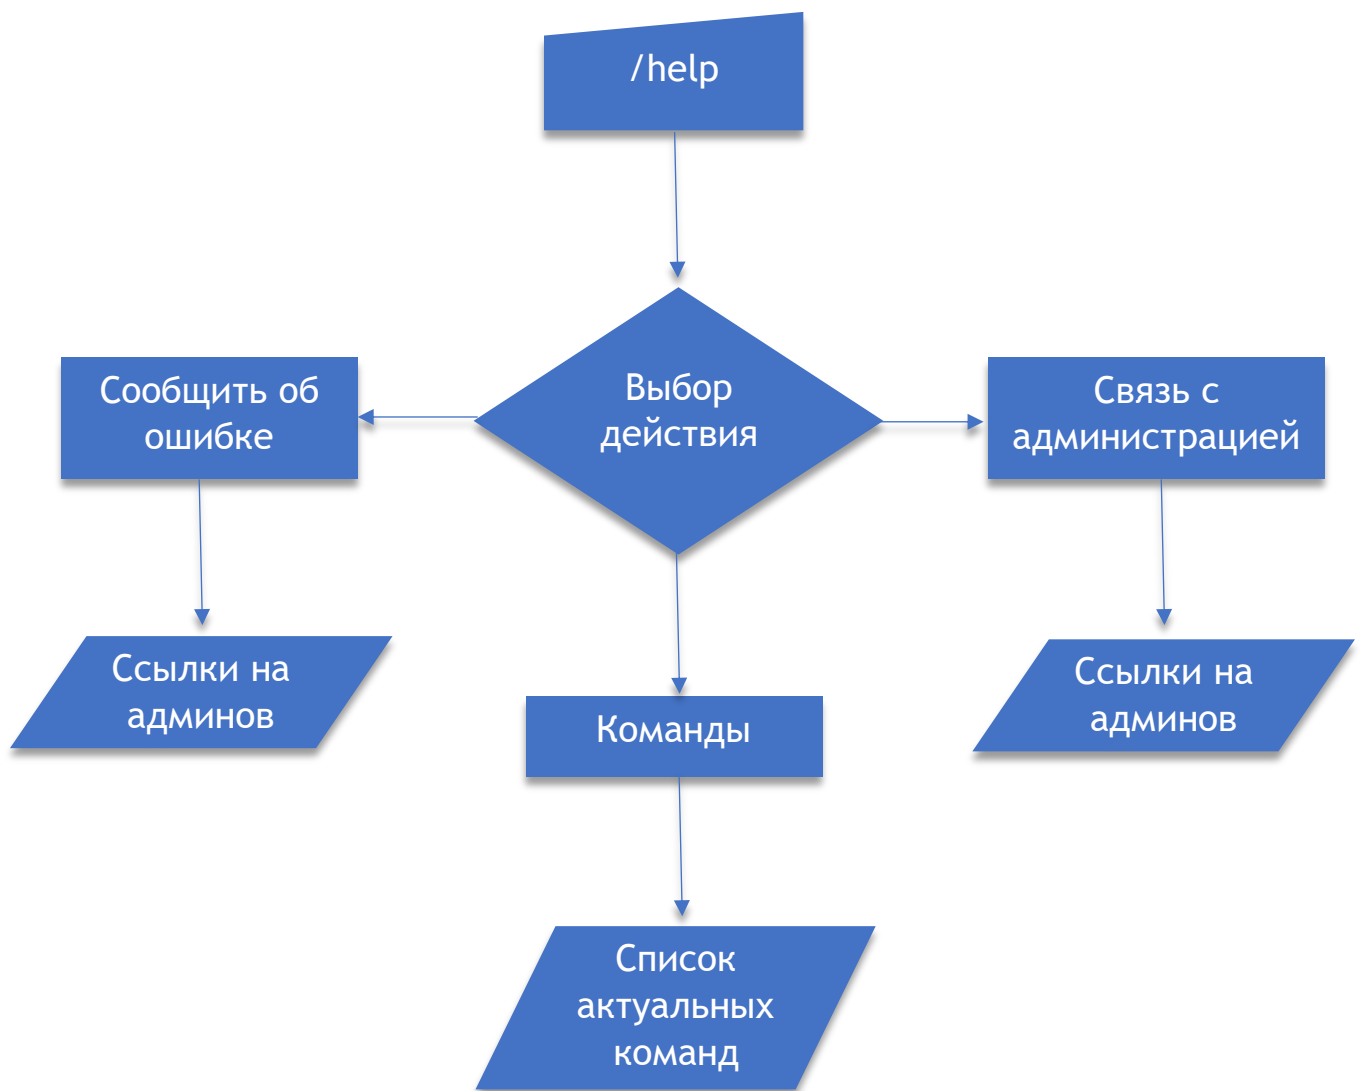 /help
Сообщить об
ошибке
Выбор
действия
Связь с
администрацией
Ссылки на
админов
Команды
Ссылки на
админов
Список
актуальных
команд